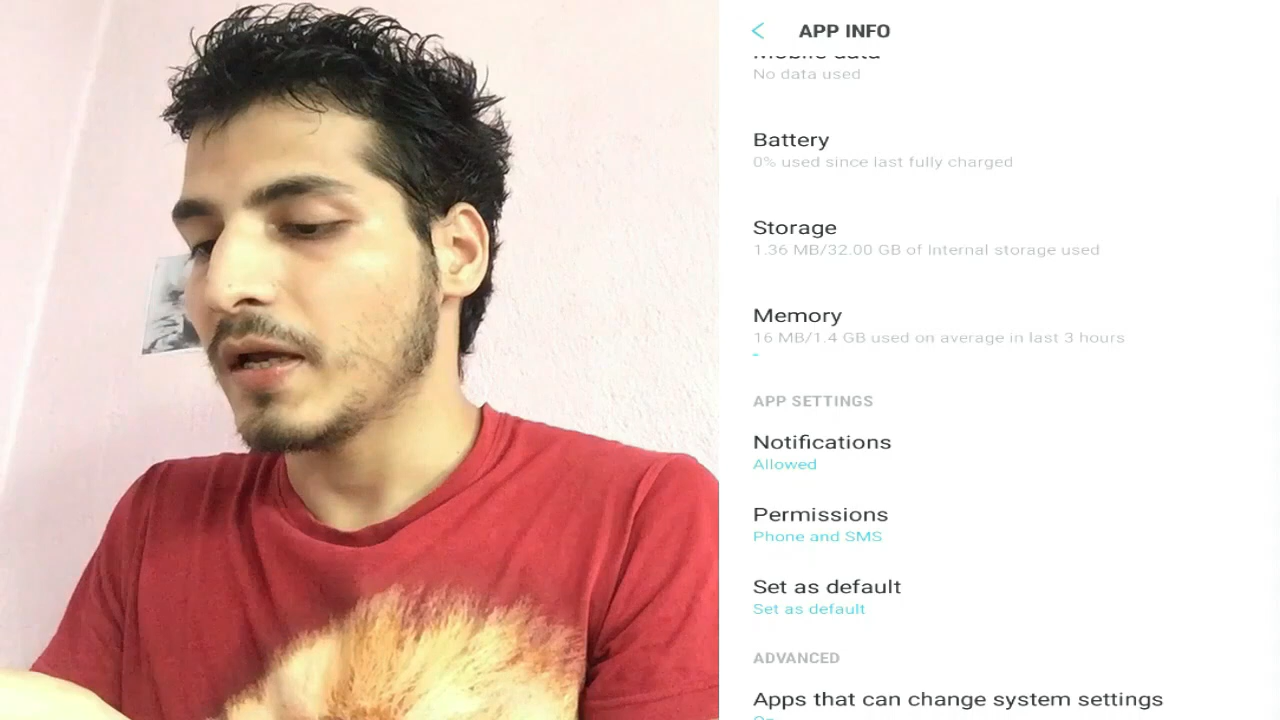 APP INFO
Mobile data
No data used
Battery
0% used since last fully charged
Storage
1.36 MB/32.00 GB of Internal storage used
Memory
16 MB/1.4 GB used on average in last 3 hours
APP SETTINGS
Notifications
Allowed
Permissions
Phone and SMS
Set as default
Set as default
ADVANCED
Apps that can change system settings